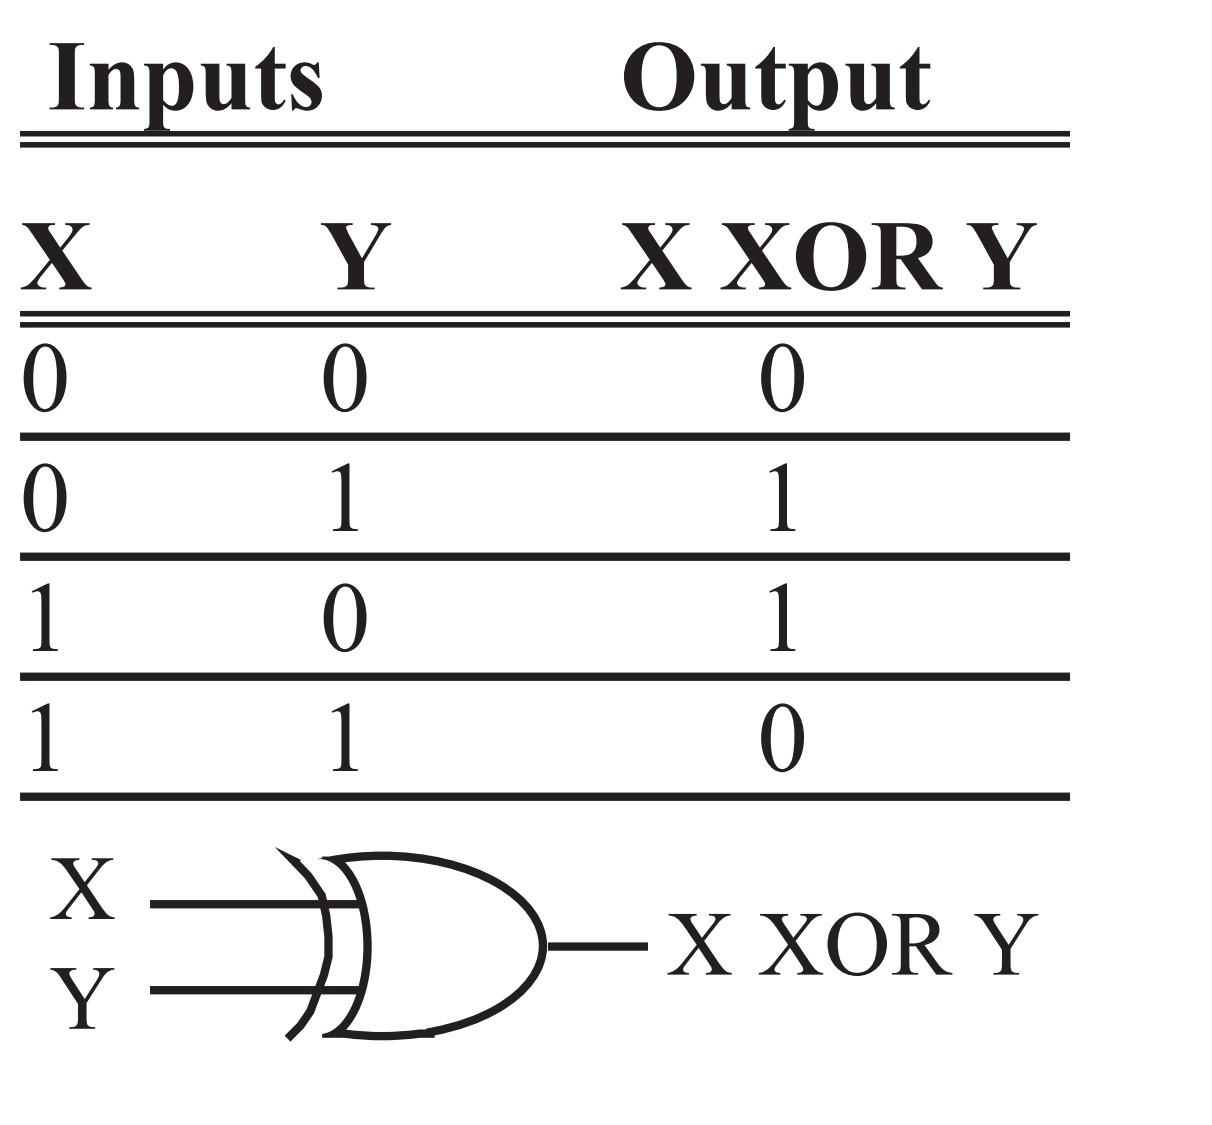 Inputs Output
X Y X XOR Y
0 0 0
0 1 1
1 0 1
1 1 0
X
X XOR Y
Y